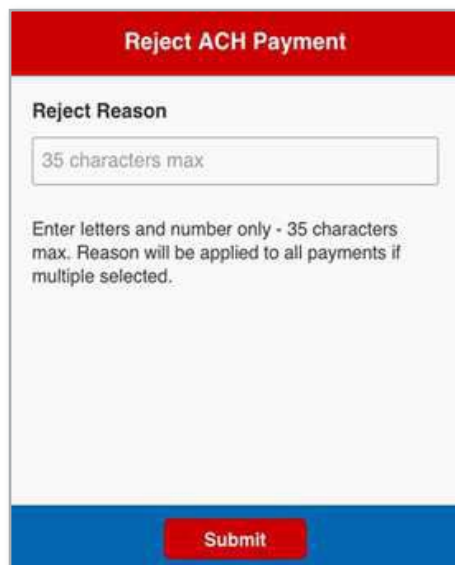 Reject ACH Payment
Reject Reason
35 characters max
Enter letters and number only - 35 characters
max. Reason will be applied to all payments if
multiple selected.
Submit